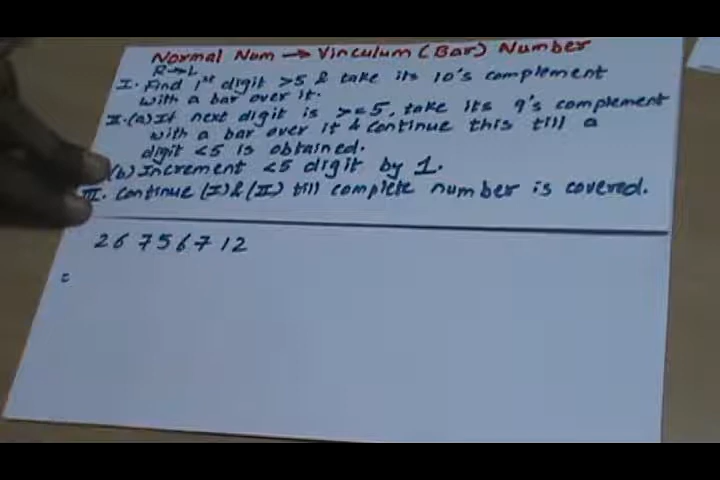 Normal Num → Vinculum (Bar) Number
R→L
I. Find 1st digit >5 & take its 10's complement
with a bar over it.
II.(a) If next digit is >=5, take its 9's complement
with a bar over it & continue this till a
digit <5 is obtained.
(b) Increment <5 digit by 1.
III. Continue (I) & (II) till complete number is covered.
26756712
=